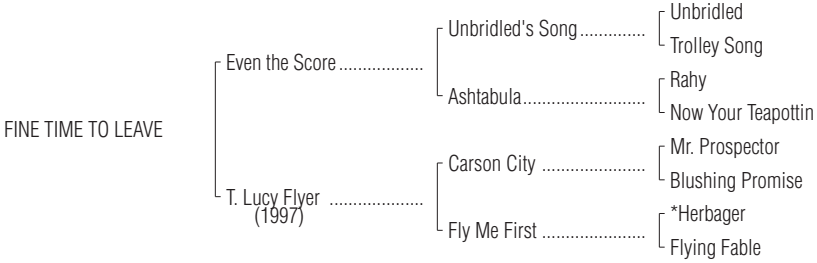 Unbridled
Unbridled's Song..............
Trolley Song
Even the Score..................
Rahy
Ashtabula..........................
Now Your Teapottin
FINE TIME TO LEAVE
Mr. Prospector
Carson City ......................
Blushing Promise
T. Lucy Flyer ....................
(1997)
*Herbager
Fly Me First ......................
Flying Fable